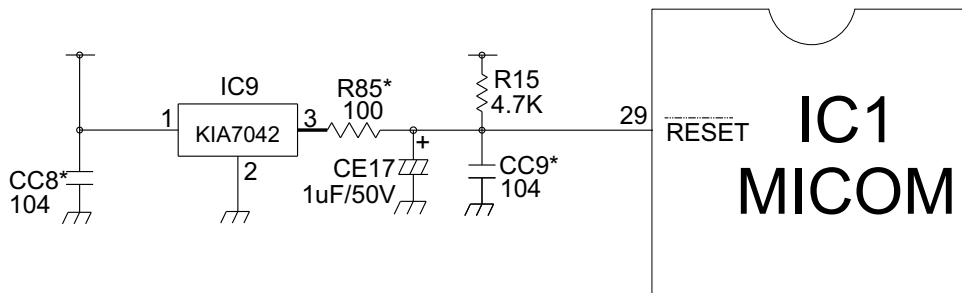 IC9
1
KIA7042
3
2
R85*
100
CC8*
104
+
CE17
1uF/50V
R15
4.7K
CC9*
104
29
RESET
IC1
MICOM